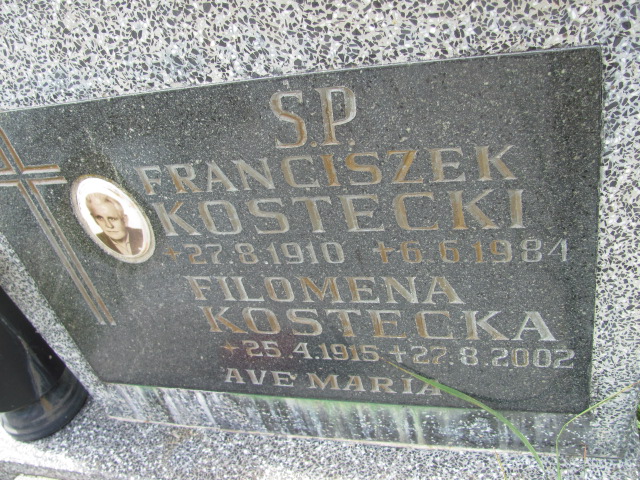 Ś.P.
FRANCISZEK
KOSTECKI
+27.8.1910 +6.6.1984
FILOMENA
KOSTECKA
+25.4.1915 +27.8.2002
AVE MARIA